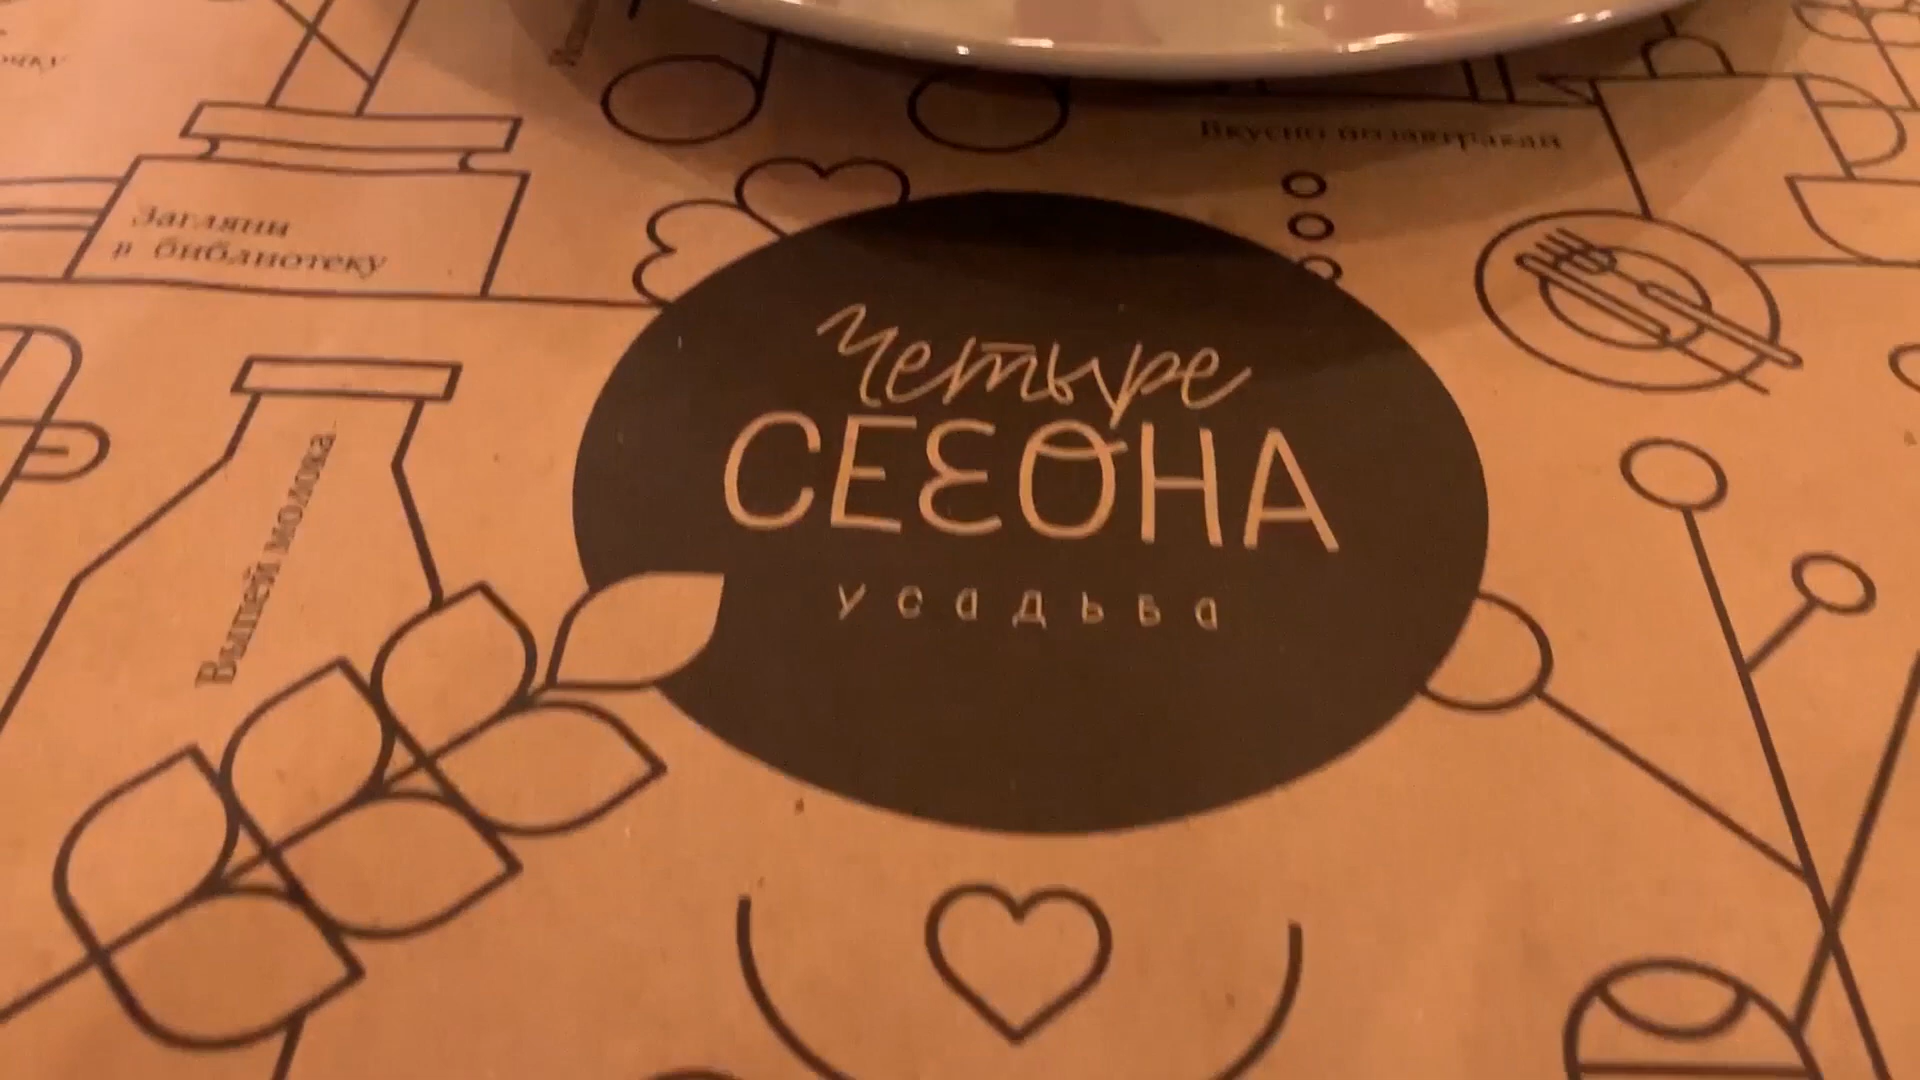 Вкусно позавтракай
Загляни
в библиотеку
Четыре
СЕЗОНА
усадьба
Выпей молока